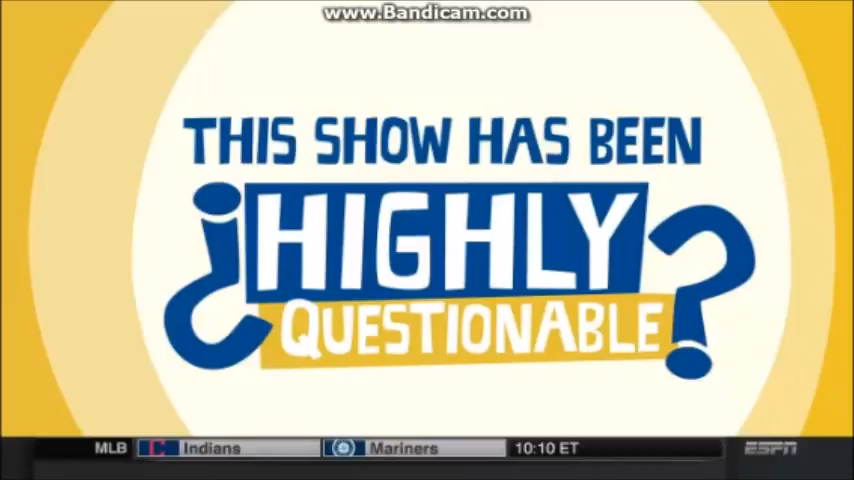 www.Bandicam.com
THIS SHOW HAS BEEN
¿HIGHLY
QUESTIONABLE?
MLB C Indians Mariners 10:10 ET ESPN